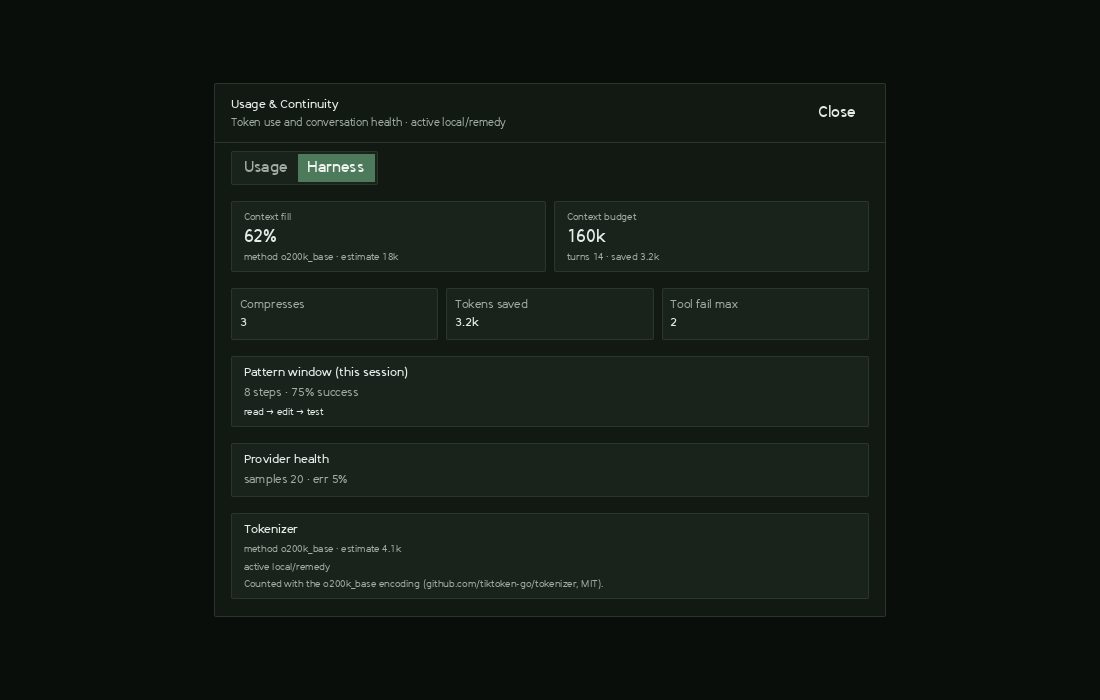 Usage & Continuity
Token use and conversation health · active local/remedy
Close
Usage
Harness
Context fill
62%
method o200k_base · estimate 18k
Context budget
160k
turns 14 · saved 3.2k
Compresses
3
Tokens saved
3.2k
Tool fail max
2
Pattern window (this session)
8 steps · 75% success
read → edit → test
Provider health
samples 20 · err 5%
Tokenizer
method o200k_base · estimate 4.1k
active local/remedy
Counted with the o200k_base encoding (github.com/tiktoken-go/tokenizer, MIT).